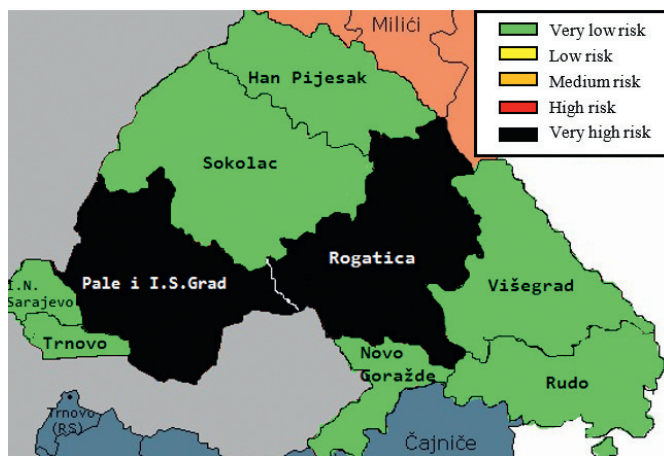 Milići
Very low risk
Low risk
Medium risk
High risk
Very high risk
Han Pijesak
Sokolac
Rogatica
Pale i I.S.Grad
I.N.
Sarajevo
Višegrad
Trnovo
Novo
Goražde
Rudo
Trnovo
(RS)
Čajniče